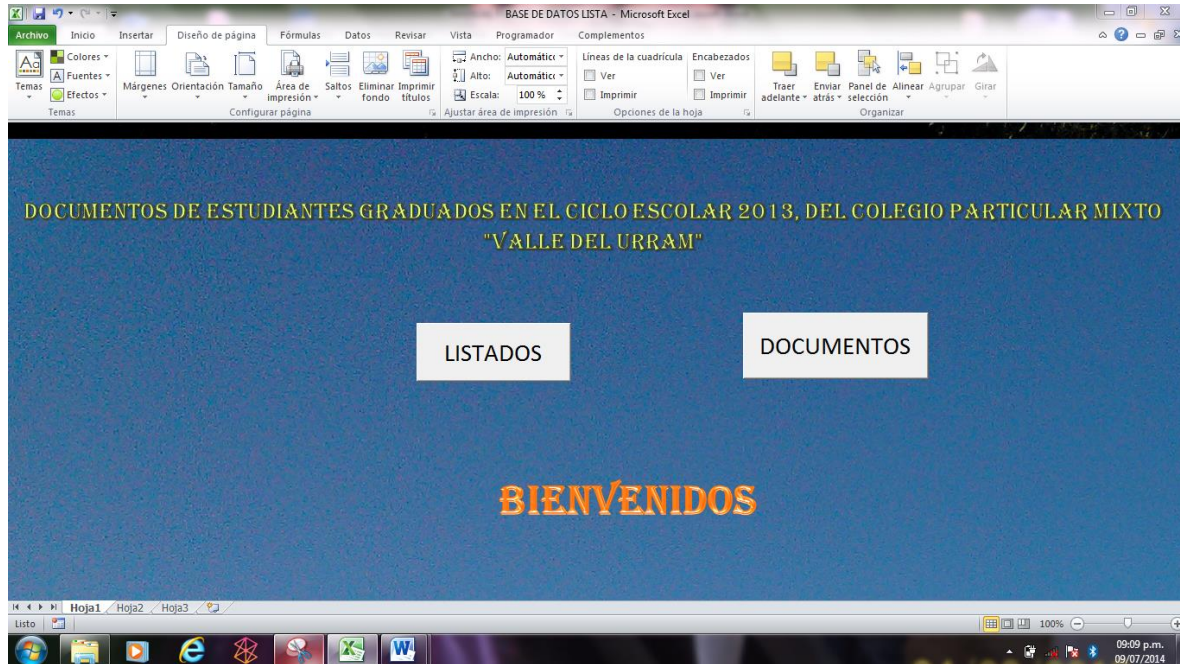 BASE DE DATOS LISTA - Microsoft Excel
Archivo Inicio Insertar Diseño de página Fórmulas Datos Revisar Vista Programador Complementos
Colores
Fuentes
Efectos
Temas
Márgenes Orientación Tamaño Área de impresión Saltos Eliminar fondo Imprimir títulos
Ancho: Automátic
Alto: Automátic
Escala: 100 %
Líneas de la cuadrícula Encabezados
Ver Ver
Imprimir Imprimir
Traer adelante Enviar atrás Panel de selección Alinear Agrupar Girar
Temas Configurar página Ajustar área de impresión Opciones de la hoja Organizar
DOCUMENTOS DE ESTUDIANTES GRADUADOS EN EL CICLO ESCOLAR 2013, DEL COLEGIO PARTICULAR MIXTO
"VALLE DEL URRAM"
LISTADOS
DOCUMENTOS
BIENVENIDOS
Hoja1 Hoja2 Hoja3
Listo 100%
09:09 p.m.
09/07/2014